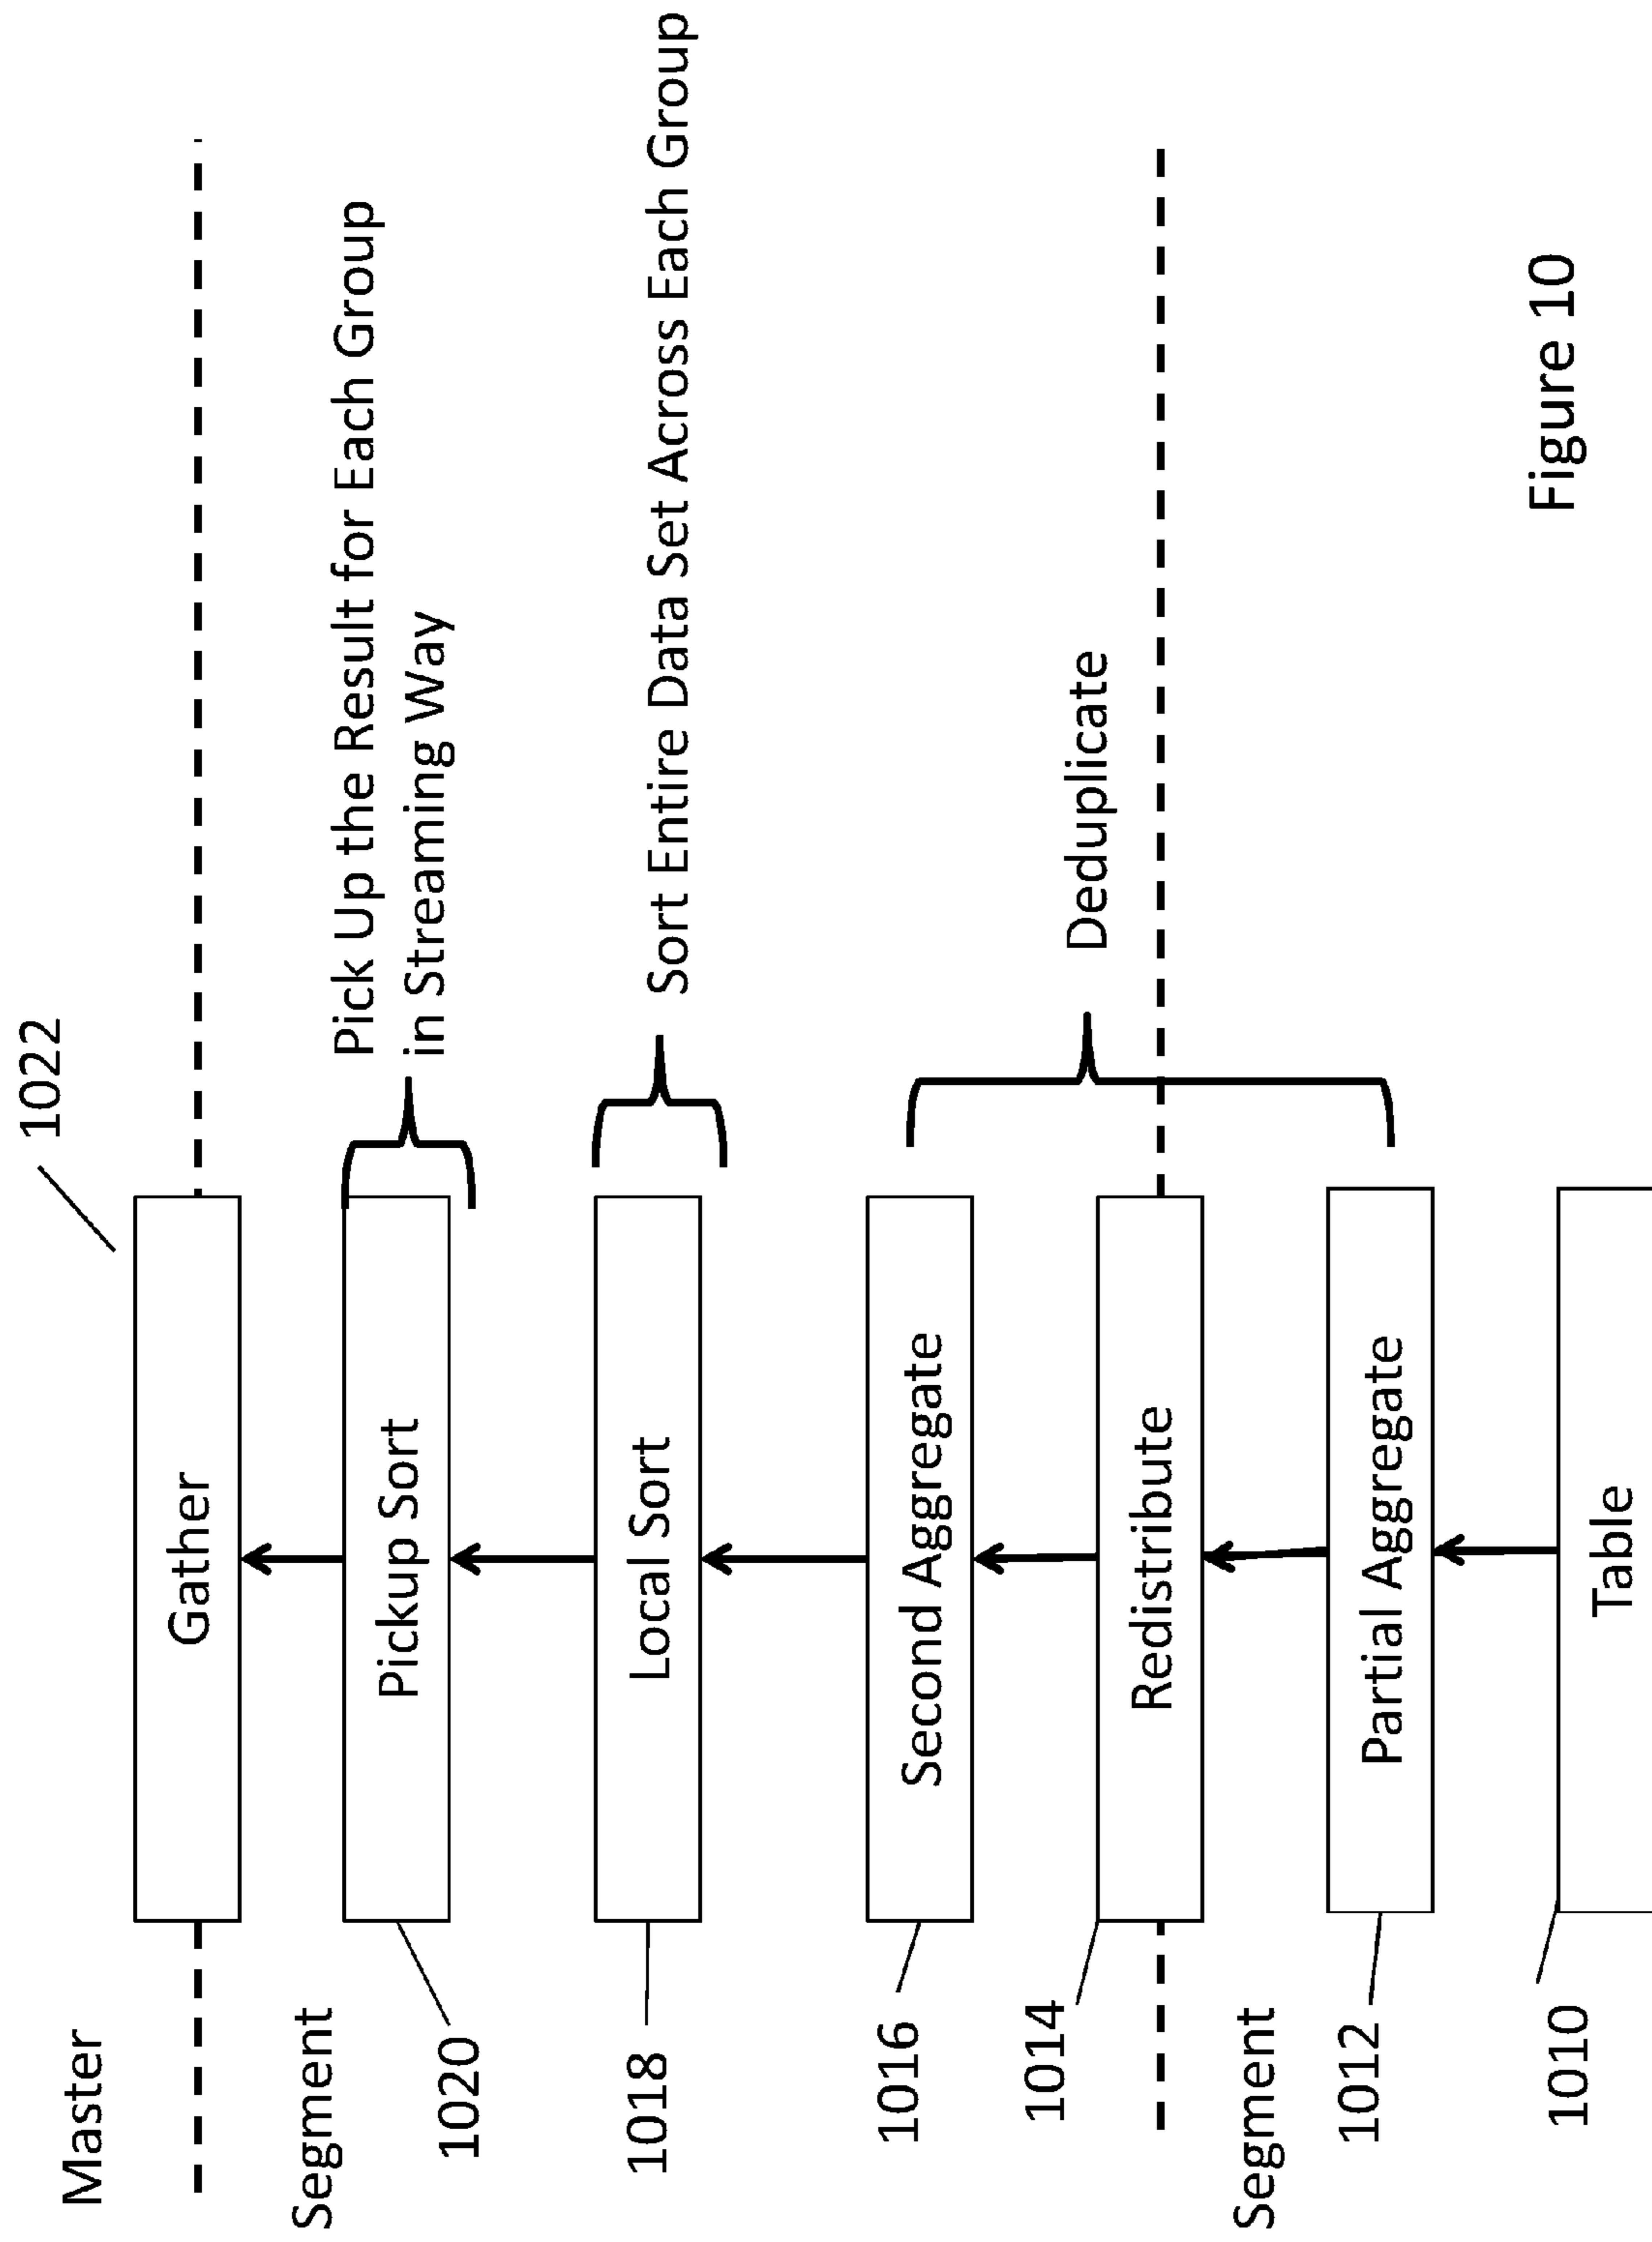 Master
Gather
1022
Segment
Pickup Sort
Pick Up the Result for Each Group
in Streaming Way
1020
Local Sort
Sort Entire Data Set Across Each Group
1018
Second Aggregate
1016
Deduplicate
Redistribute
1014
Segment
Partial Aggregate
1012
Table
1010
Figure 10